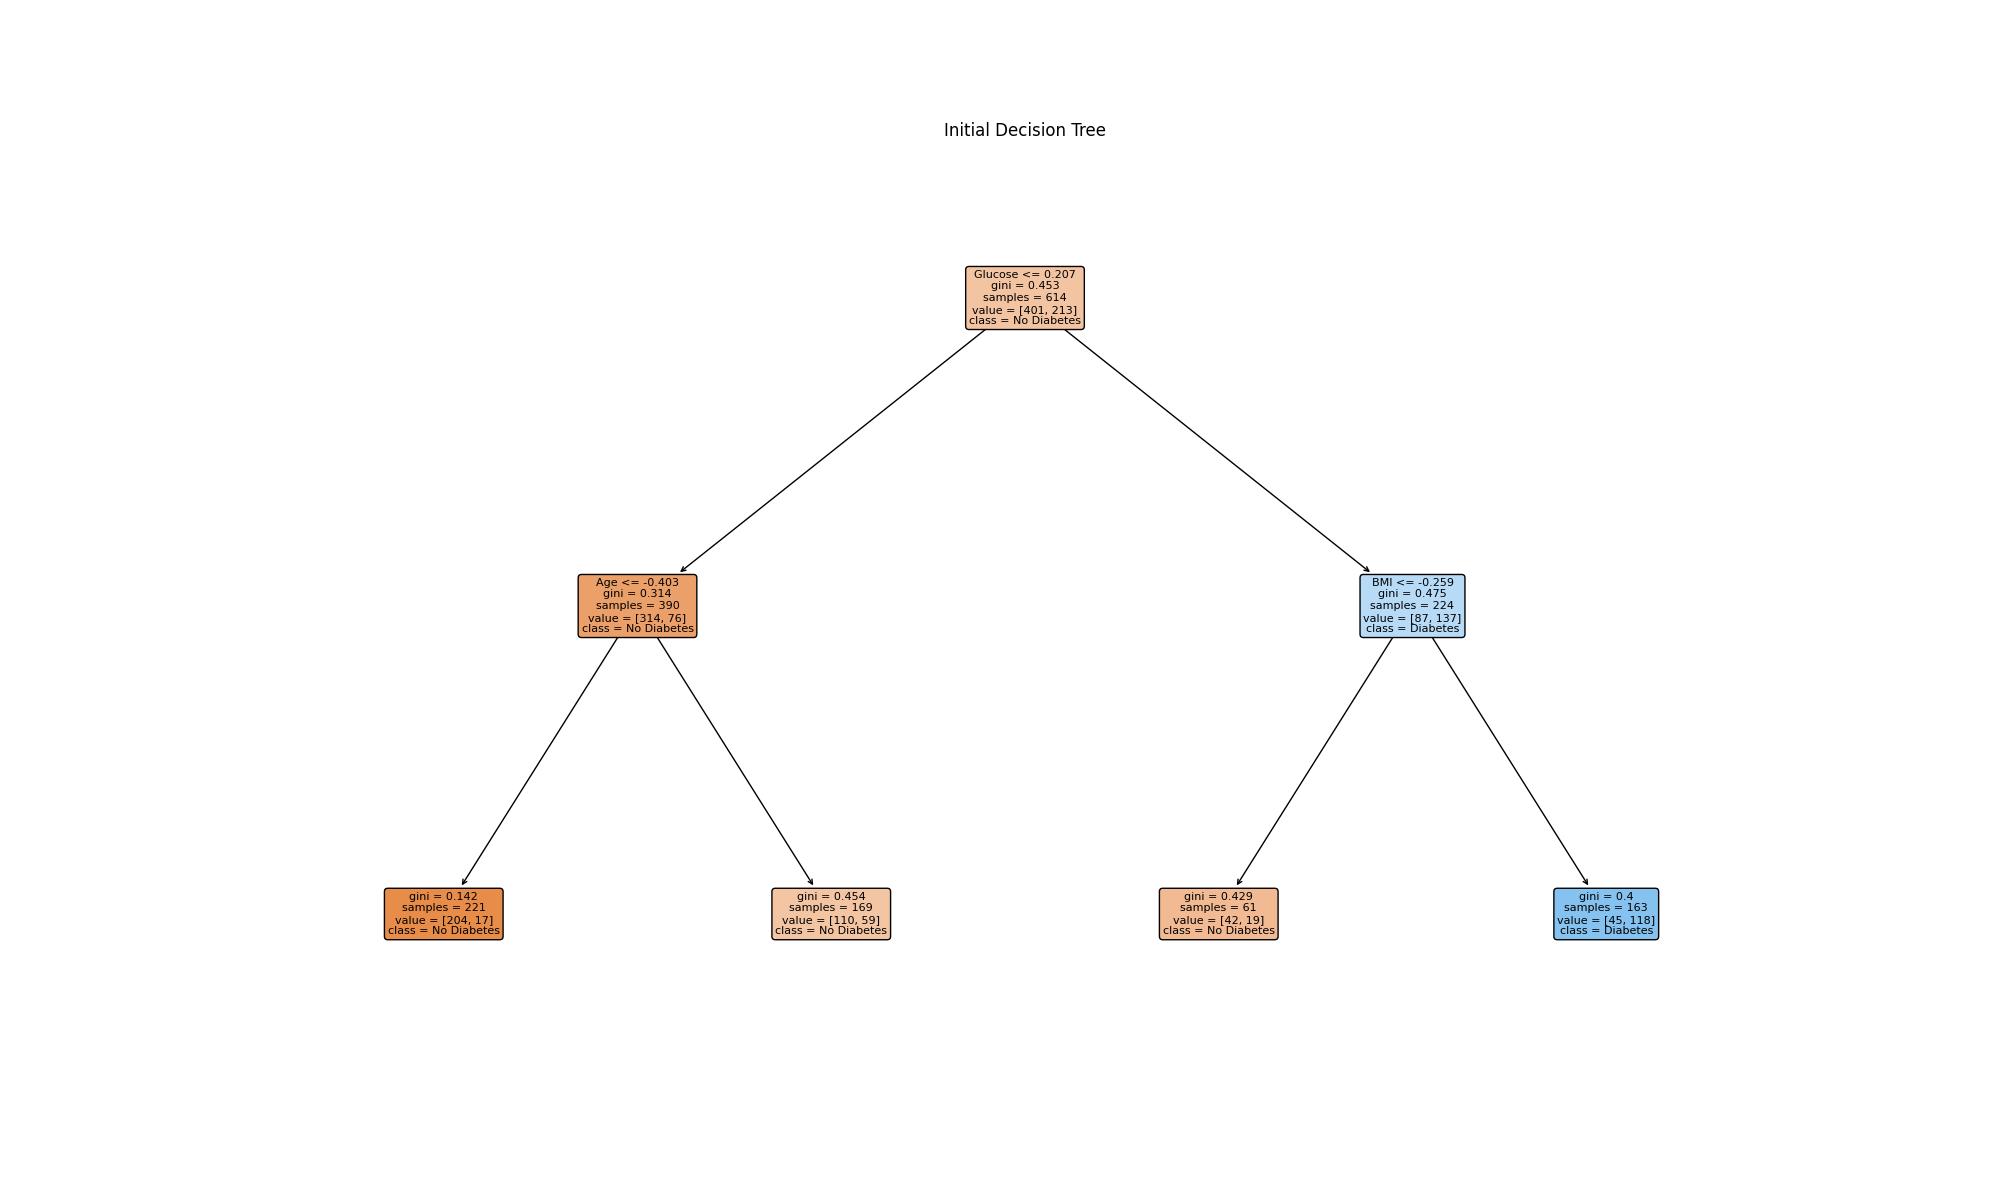 Initial Decision Tree
Glucose <= 0.207
gini = 0.453
samples = 614
value = [401, 213]
class = No Diabetes
Age <= -0.403
gini = 0.314
samples = 390
value = [314, 76]
class = No Diabetes
BMI <= -0.259
gini = 0.475
samples = 224
value = [87, 137]
class = Diabetes
gini = 0.142
samples = 221
value = [204, 17]
class = No Diabetes
gini = 0.454
samples = 169
value = [110, 59]
class = No Diabetes
gini = 0.429
samples = 61
value = [42, 19]
class = No Diabetes
gini = 0.4
samples = 163
value = [45, 118]
class = Diabetes